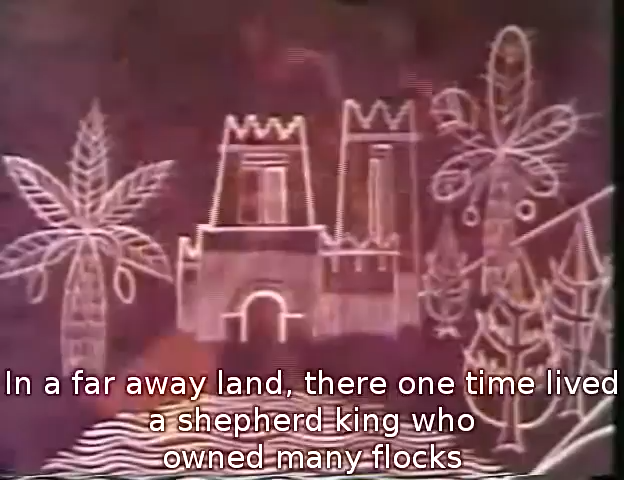 In a far away land, there one time lived
a shepherd king who
owned many flocks